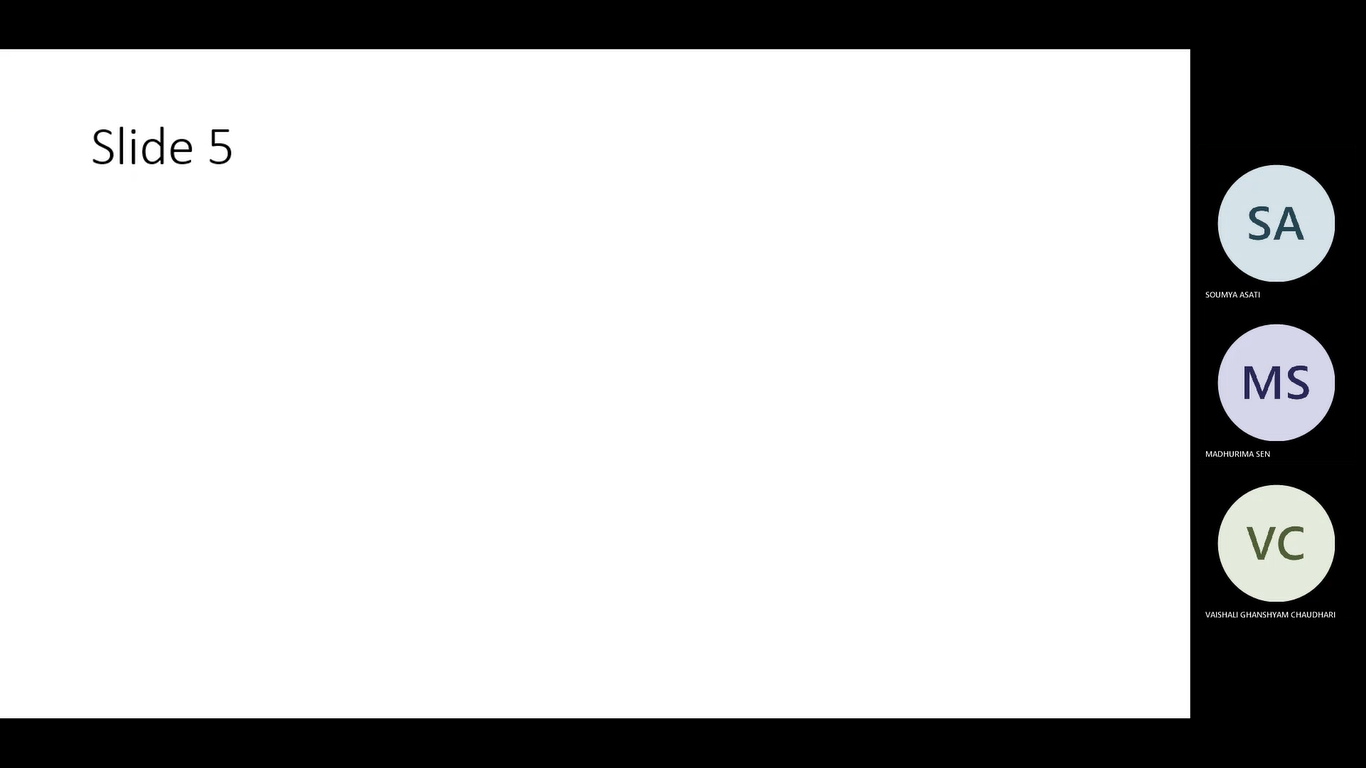 Slide 5
SA
SOUMYA ASATI
MS
MADHURIMA SEN
VC
VAISHALI GHANSHYAM CHAUDHARI